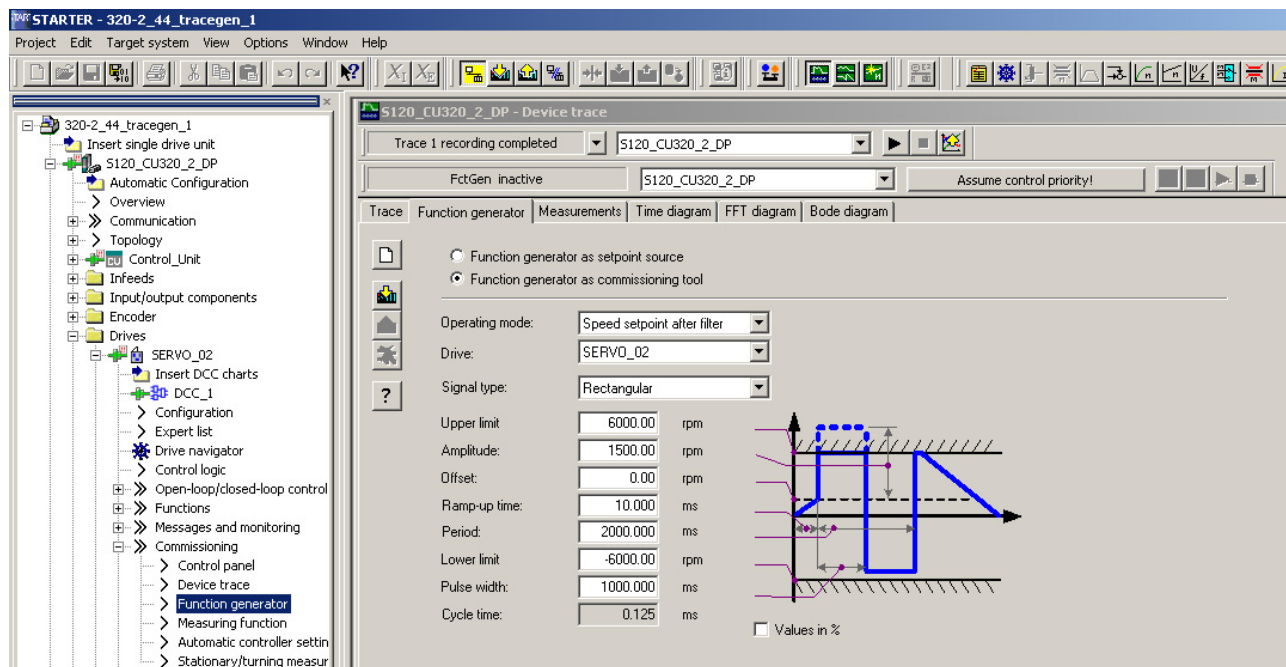 STARTER - 320-2_44_tracegen_1
Project Edit Target system View Options Window Help
320-2_44_tracegen_1
Insert single drive unit
S120_CU320_2_DP
Automatic Configuration
Overview
Communication
Topology
Control_Unit
Infeeds
Input/output components
Encoder
Drives
SERVO_02
Insert DCC charts
DCC_1
Configuration
Expert list
Drive navigator
Control logic
Open-loop/closed-loop control
Functions
Messages and monitoring
Commissioning
Control panel
Device trace
Function generator
Measuring function
Automatic controller settin
Stationary/turning measur
S120_CU320_2_DP - Device trace
Trace 1 recording completed S120_CU320_2_DP
FctGen inactive S120_CU320_2_DP Assume control priority!
Trace Function generator Measurements Time diagram FFT diagram Bode diagram
Function generator as setpoint source
Function generator as commissioning tool
Operating mode: Speed setpoint after filter
Drive: SERVO_02
Signal type: Rectangular
Upper limit 6000.00 rpm
Amplitude: 1500.00 rpm
Offset: 0.00 rpm
Ramp-up time: 10.000 ms
Period: 2000.000 ms
Lower limit -6000.00 rpm
Pulse width: 1000.000 ms
Cycle time: 0.125 ms
Values in %